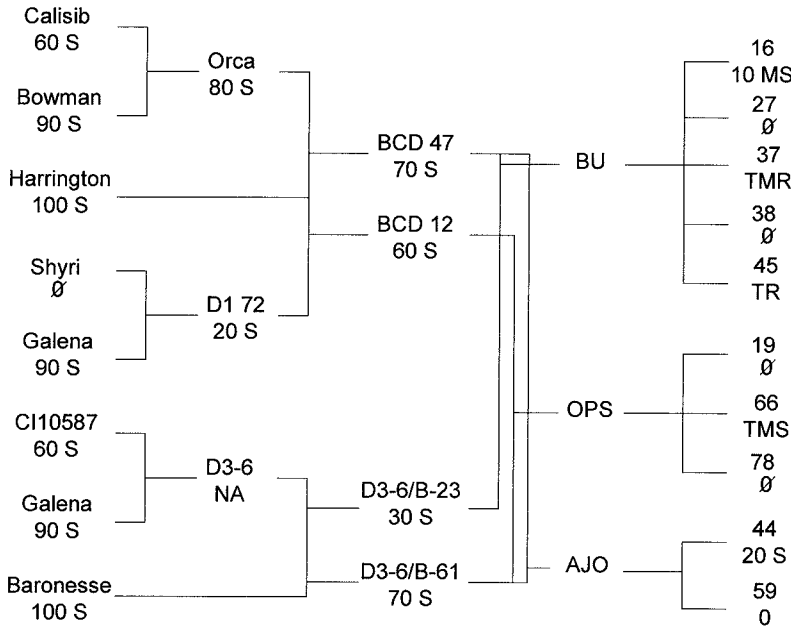 Calisib
60 S
Bowman
90 S
Harrington
100 S
Shyri
Ø
Galena
90 S
CI10587
60 S
Galena
90 S
Baronesse
100 S
Orca
80 S
D1 72
20 S
D3-6
NA
BCD 47
70 S
BCD 12
60 S
D3-6/B-23
30 S
D3-6/B-61
70 S
BU
OPS
AJO
16
10 MS
27
Ø
37
TMR
38
Ø
45
TR
19
Ø
66
TMS
78
Ø
44
20 S
59
0